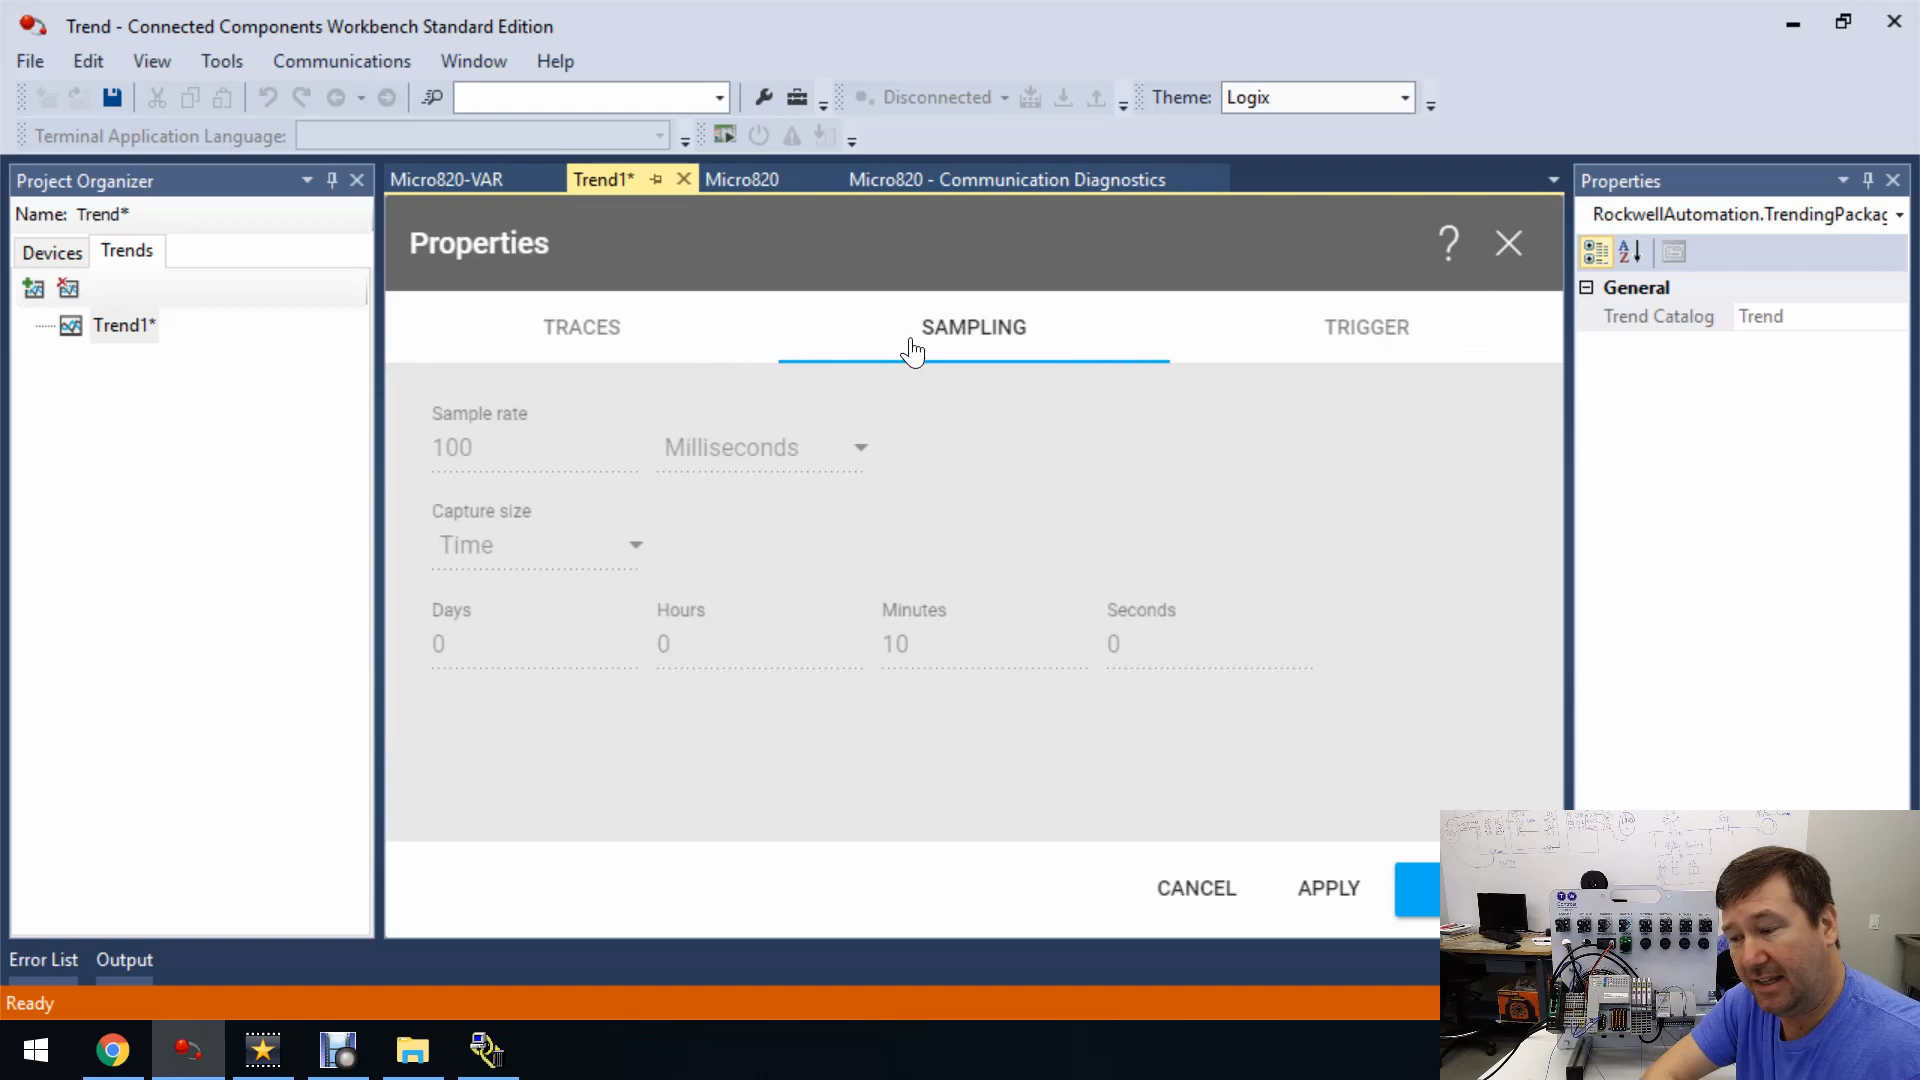 Trend - Connected Components Workbench Standard Edition
File Edit View Tools Communications Window Help
Disconnected Theme: Logix
Terminal Application Language:
Project Organizer
Name: Trend*
Devices Trends
Trend1*
Micro820-VAR Trend1* Micro820 Micro820 - Communication Diagnostics
Properties
TRACES SAMPLING TRIGGER
Sample rate
100 Milliseconds
Capture size
Time
Days Hours Minutes Seconds
0 0 10 0
CANCEL APPLY
Properties
RockwellAutomation.TrendingPackag
General
Trend Catalog Trend
Error List Output
Ready